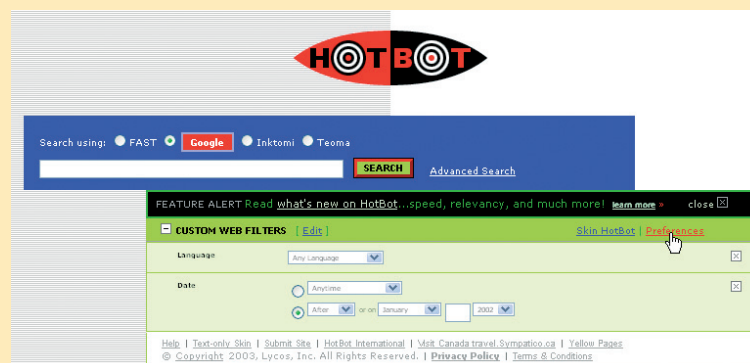 HOTBOT
Search using: FAST Google Inktomi Teoma
SEARCH Advanced Search
FEATURE ALERT Read what's new on HotBot...speed, relevancy, and much more! learn more » close
CUSTOM WEB FILTERS [ Edit ] Skin HotBot | Preferences
Language Any Language
Date Anytime
After or on January 2002
Help | Text-only Skin | Submit Site | HotBot International | Visit Canada travel.Sympatico.ca | Yellow Pages
© Copyright 2003, Lycos, Inc. All Rights Reserved. | Privacy Policy | Terms & Conditions